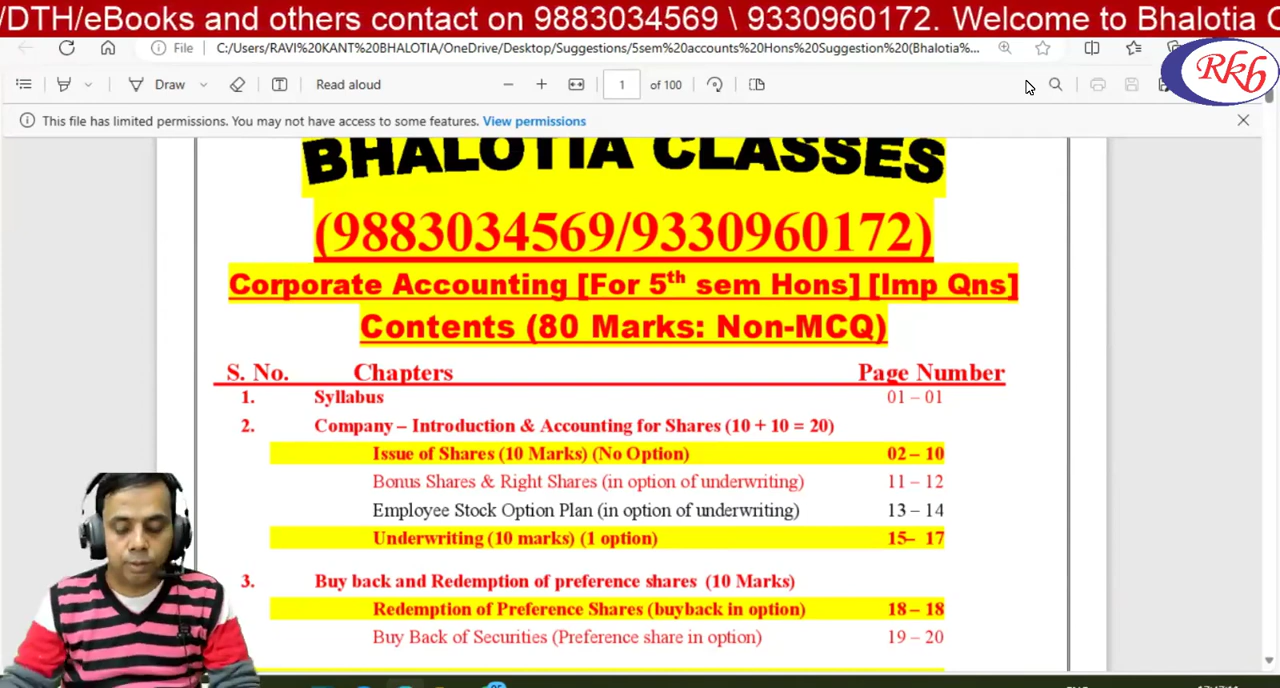 /DTH/eBooks and others contact on 9883034569 \ 9330960172. Welcome to Bhalotia
File C:/Users/RAVI%20KANT%20BHALOTIA/OneDrive/Desktop/Suggestions/5sem%20accounts%20Hons%20Suggestion%20(Bhalotia%...
Rkb
Draw Read aloud 1 of 100
This file has limited permissions. You may not have access to some features. View permissions
BHALOTIA CLASSES
(9883034569/9330960172)
Corporate Accounting [For 5th sem Hons] [Imp Qns]
Contents (80 Marks: Non-MCQ)
S. No. Chapters Page Number
1. Syllabus 01 – 01
2. Company – Introduction & Accounting for Shares (10 + 10 = 20)
Issue of Shares (10 Marks) (No Option) 02 – 10
Bonus Shares & Right Shares (in option of underwriting) 11 – 12
Employee Stock Option Plan (in option of underwriting) 13 – 14
Underwriting (10 marks) (1 option) 15– 17
3. Buy back and Redemption of preference shares (10 Marks)
Redemption of Preference Shares (buyback in option) 18 – 18
Buy Back of Securities (Preference share in option) 19 – 20